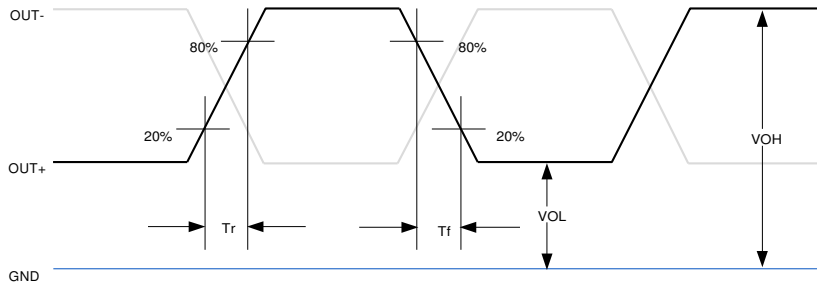 OUT-
80%
80%
20%
20%
VOH
OUT+
VOL
Tr
Tf
GND